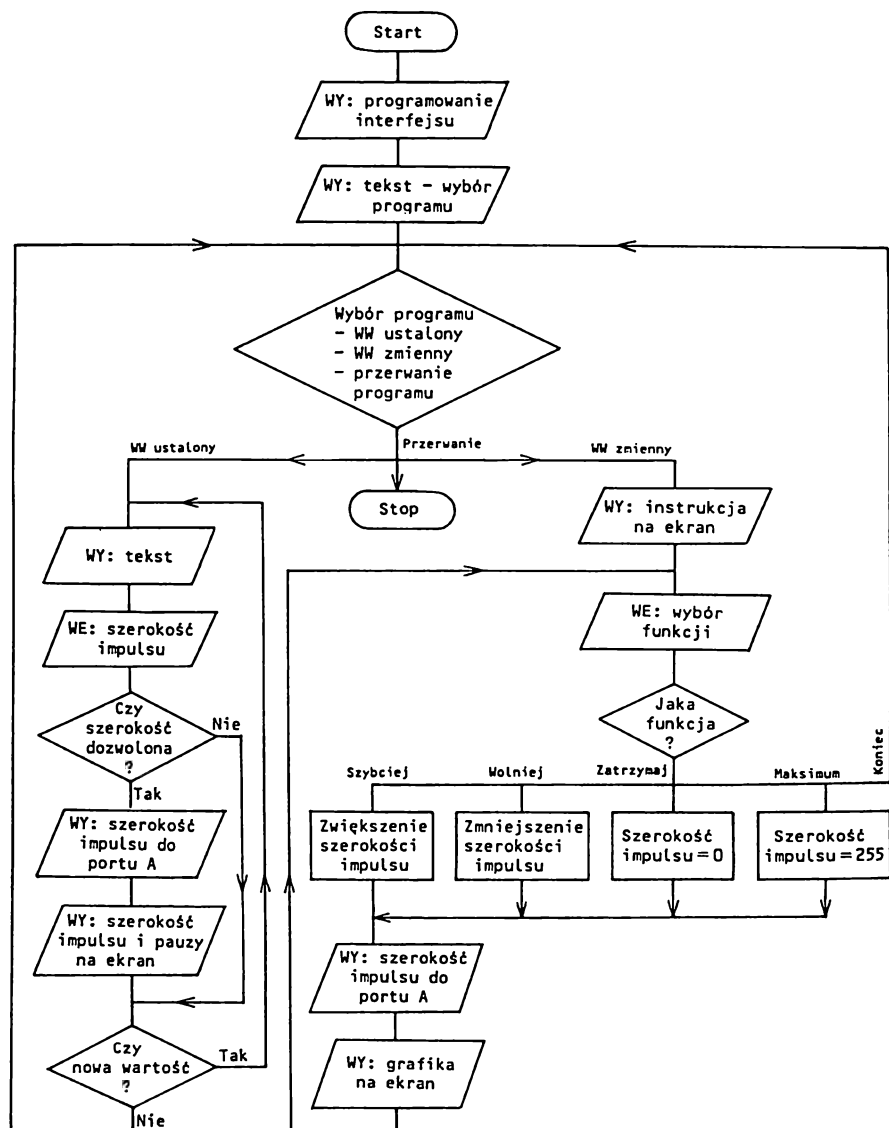 Start
WY: programowanie
interfejsu
WY: tekst – wybór
programu
Wybór programu
– WW ustalony
– WW zmienny
– przerwanie
programu
WW ustalony
Przerwanie
WW zmienny
Stop
WY: tekst
WE: szerokość
impulsu
Czy
szerokość
dozwolona
?
Nie
Tak
WY: szerokość
impulsu do
portu A
WY: szerokość
impulsu i pauzy
na ekran
Czy
nowa wartość
?
Tak
Nie
WY: instrukcja
na ekran
WE: wybór
funkcji
Jaka
funkcja
?
Szybciej
Wolniej
Zatrzymaj
Maksimum
Koniec
Zwiększenie
szerokości
impulsu
Zmniejszenie
szerokości
impulsu
Szerokość
impulsu = 0
Szerokość
impulsu = 255
WY: szerokość
impulsu do
portu A
WY: grafika
na ekran